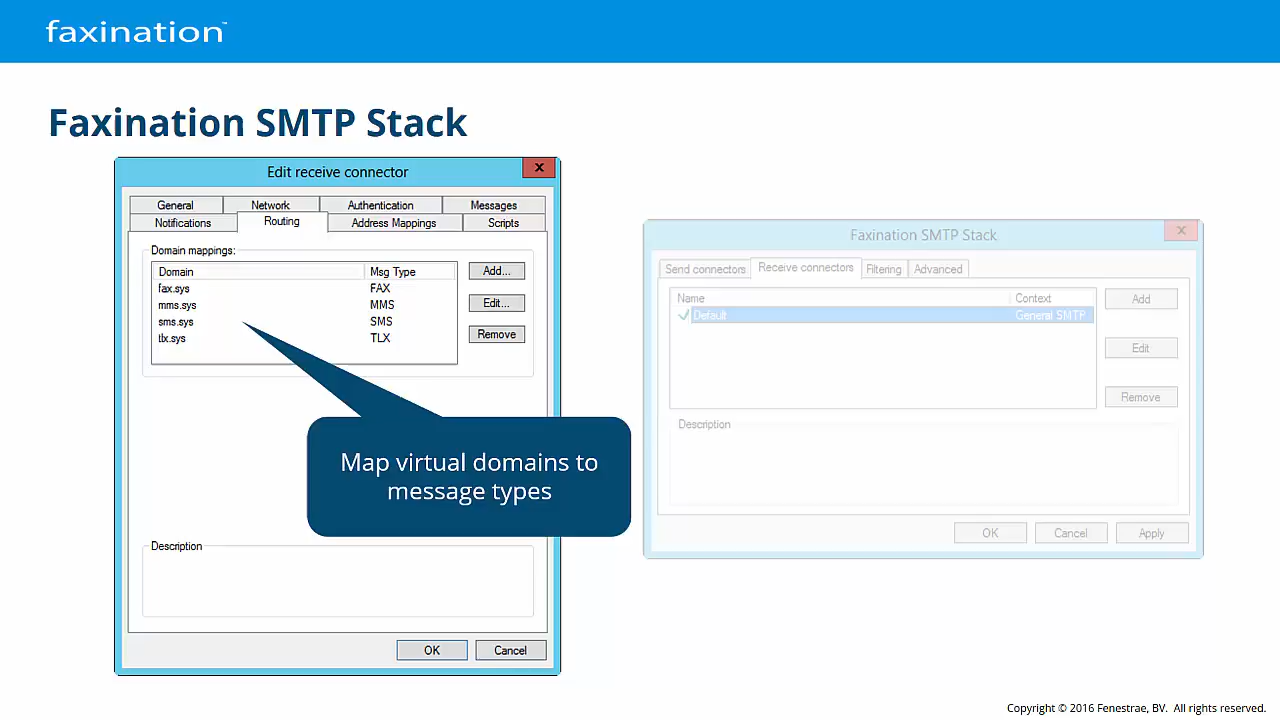 faxination™
Faxination SMTP Stack
Edit receive connector
x
General Network Authentication Messages
Notifications Routing Address Mappings Scripts
Domain mappings:
Domain Msg Type
fax.sys FAX
mms.sys MMS
sms.sys SMS
tlx.sys TLX
Add...
Edit...
Remove
Map virtual domains to
message types
Description
OK Cancel
Faxination SMTP Stack
x
Send connectors Receive connectors Filtering Advanced
Name Context
Default General SMTP
Add
Edit
Remove
Description
OK Cancel Apply
Copyright © 2016 Fenestrae, BV. All rights reserved.